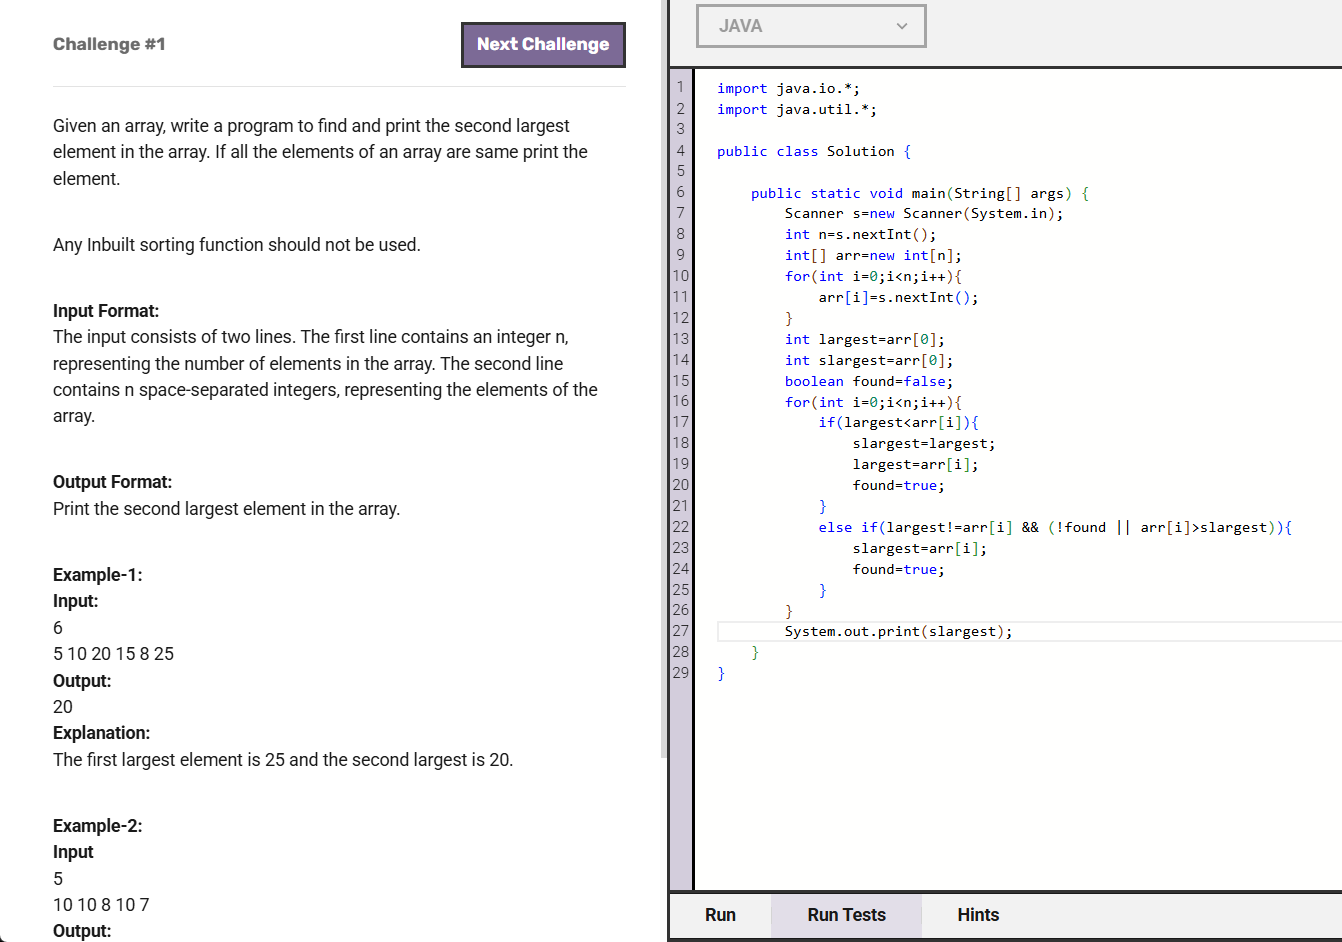 Challenge #1
Next Challenge
Given an array, write a program to find and print the second largest
element in the array. If all the elements of an array are same print the
element.
Any Inbuilt sorting function should not be used.
Input Format:
The input consists of two lines. The first line contains an integer n,
representing the number of elements in the array. The second line
contains n space-separated integers, representing the elements of the
array.
Output Format:
Print the second largest element in the array.
Example-1:
Input:
6
5 10 20 15 8 25
Output:
20
Explanation:
The first largest element is 25 and the second largest is 20.
Example-2:
Input
5
10 10 8 10 7
Output:
JAVA
1 import java.io.*;
2 import java.util.*;
3
4 public class Solution {
5
6     public static void main(String[] args) {
7         Scanner s=new Scanner(System.in);
8         int n=s.nextInt();
9         int[] arr=new int[n];
10         for(int i=0;i<n;i++){
11             arr[i]=s.nextInt();
12         }
13         int largest=arr[0];
14         int slargest=arr[0];
15         boolean found=false;
16         for(int i=0;i<n;i++){
17             if(largest<arr[i]){
18                 slargest=largest;
19                 largest=arr[i];
20                 found=true;
21             }
22             else if(largest!=arr[i] && (!found || arr[i]>slargest)){
23                 slargest=arr[i];
24                 found=true;
25             }
26         }
27         System.out.print(slargest);
28     }
29 }
Run
Run Tests
Hints